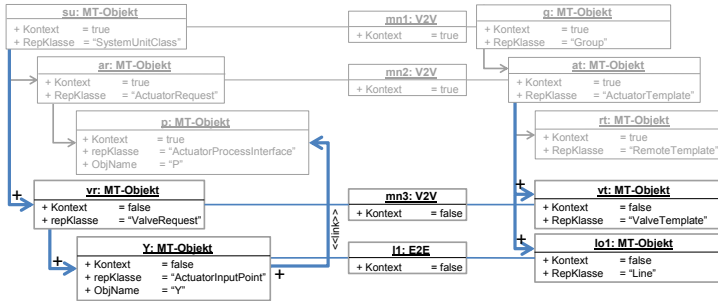 su: MT-Objekt
+ Kontext = true
+ RepKlasse = “SystemUnitClass”
mn1: V2V
+ Kontext = true
g: MT-Objekt
+ Kontext = true
+ RepKlasse = “Group”
ar: MT-Objekt
+ Kontext = true
+ RepKlasse = “ActuatorRequest”
mn2: V2V
+ Kontext = true
at: MT-Objekt
+ Kontext = true
+ RepKlasse = “ActuatorTemplate”
p: MT-Objekt
+ Kontext = true
+ repKlasse = “ActuatorProcessInterface”
+ ObjName = “P”
rt: MT-Objekt
+ Kontext = true
+ RepKlasse = “RemoteTemplate”
+
vr: MT-Objekt
+ Kontext = false
+ repKlasse = “ValveRequest”
<<link>>
mn3: V2V
+ Kontext = false
+
vt: MT-Objekt
+ Kontext = false
+ RepKlasse = “ValveTemplate”
+
Y: MT-Objekt
+ Kontext = false
+ repKlasse = “ActuatorInputPoint”
+ ObjName = “Y”
+
l1: E2E
+ Kontext = false
+
lo1: MT-Objekt
+ Kontext = false
+ RepKlasse = “Line”